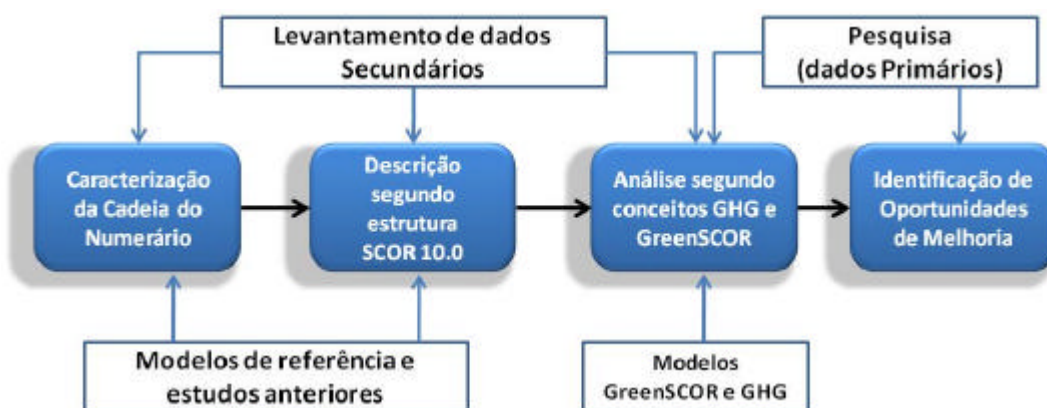 Levantamento de dados
Secundários
Pesquisa
(dados Primários)
Caracterização
da Cadeia do
Numerário
Descrição
segundo
estrutura
SCOR 10.0
Análise segundo
conceitos GHG e
GreenSCOR
Identificação de
Oportunidades
de Melhoria
Modelos de referência e
estudos anteriores
Modelos
GreenSCOR e GHG